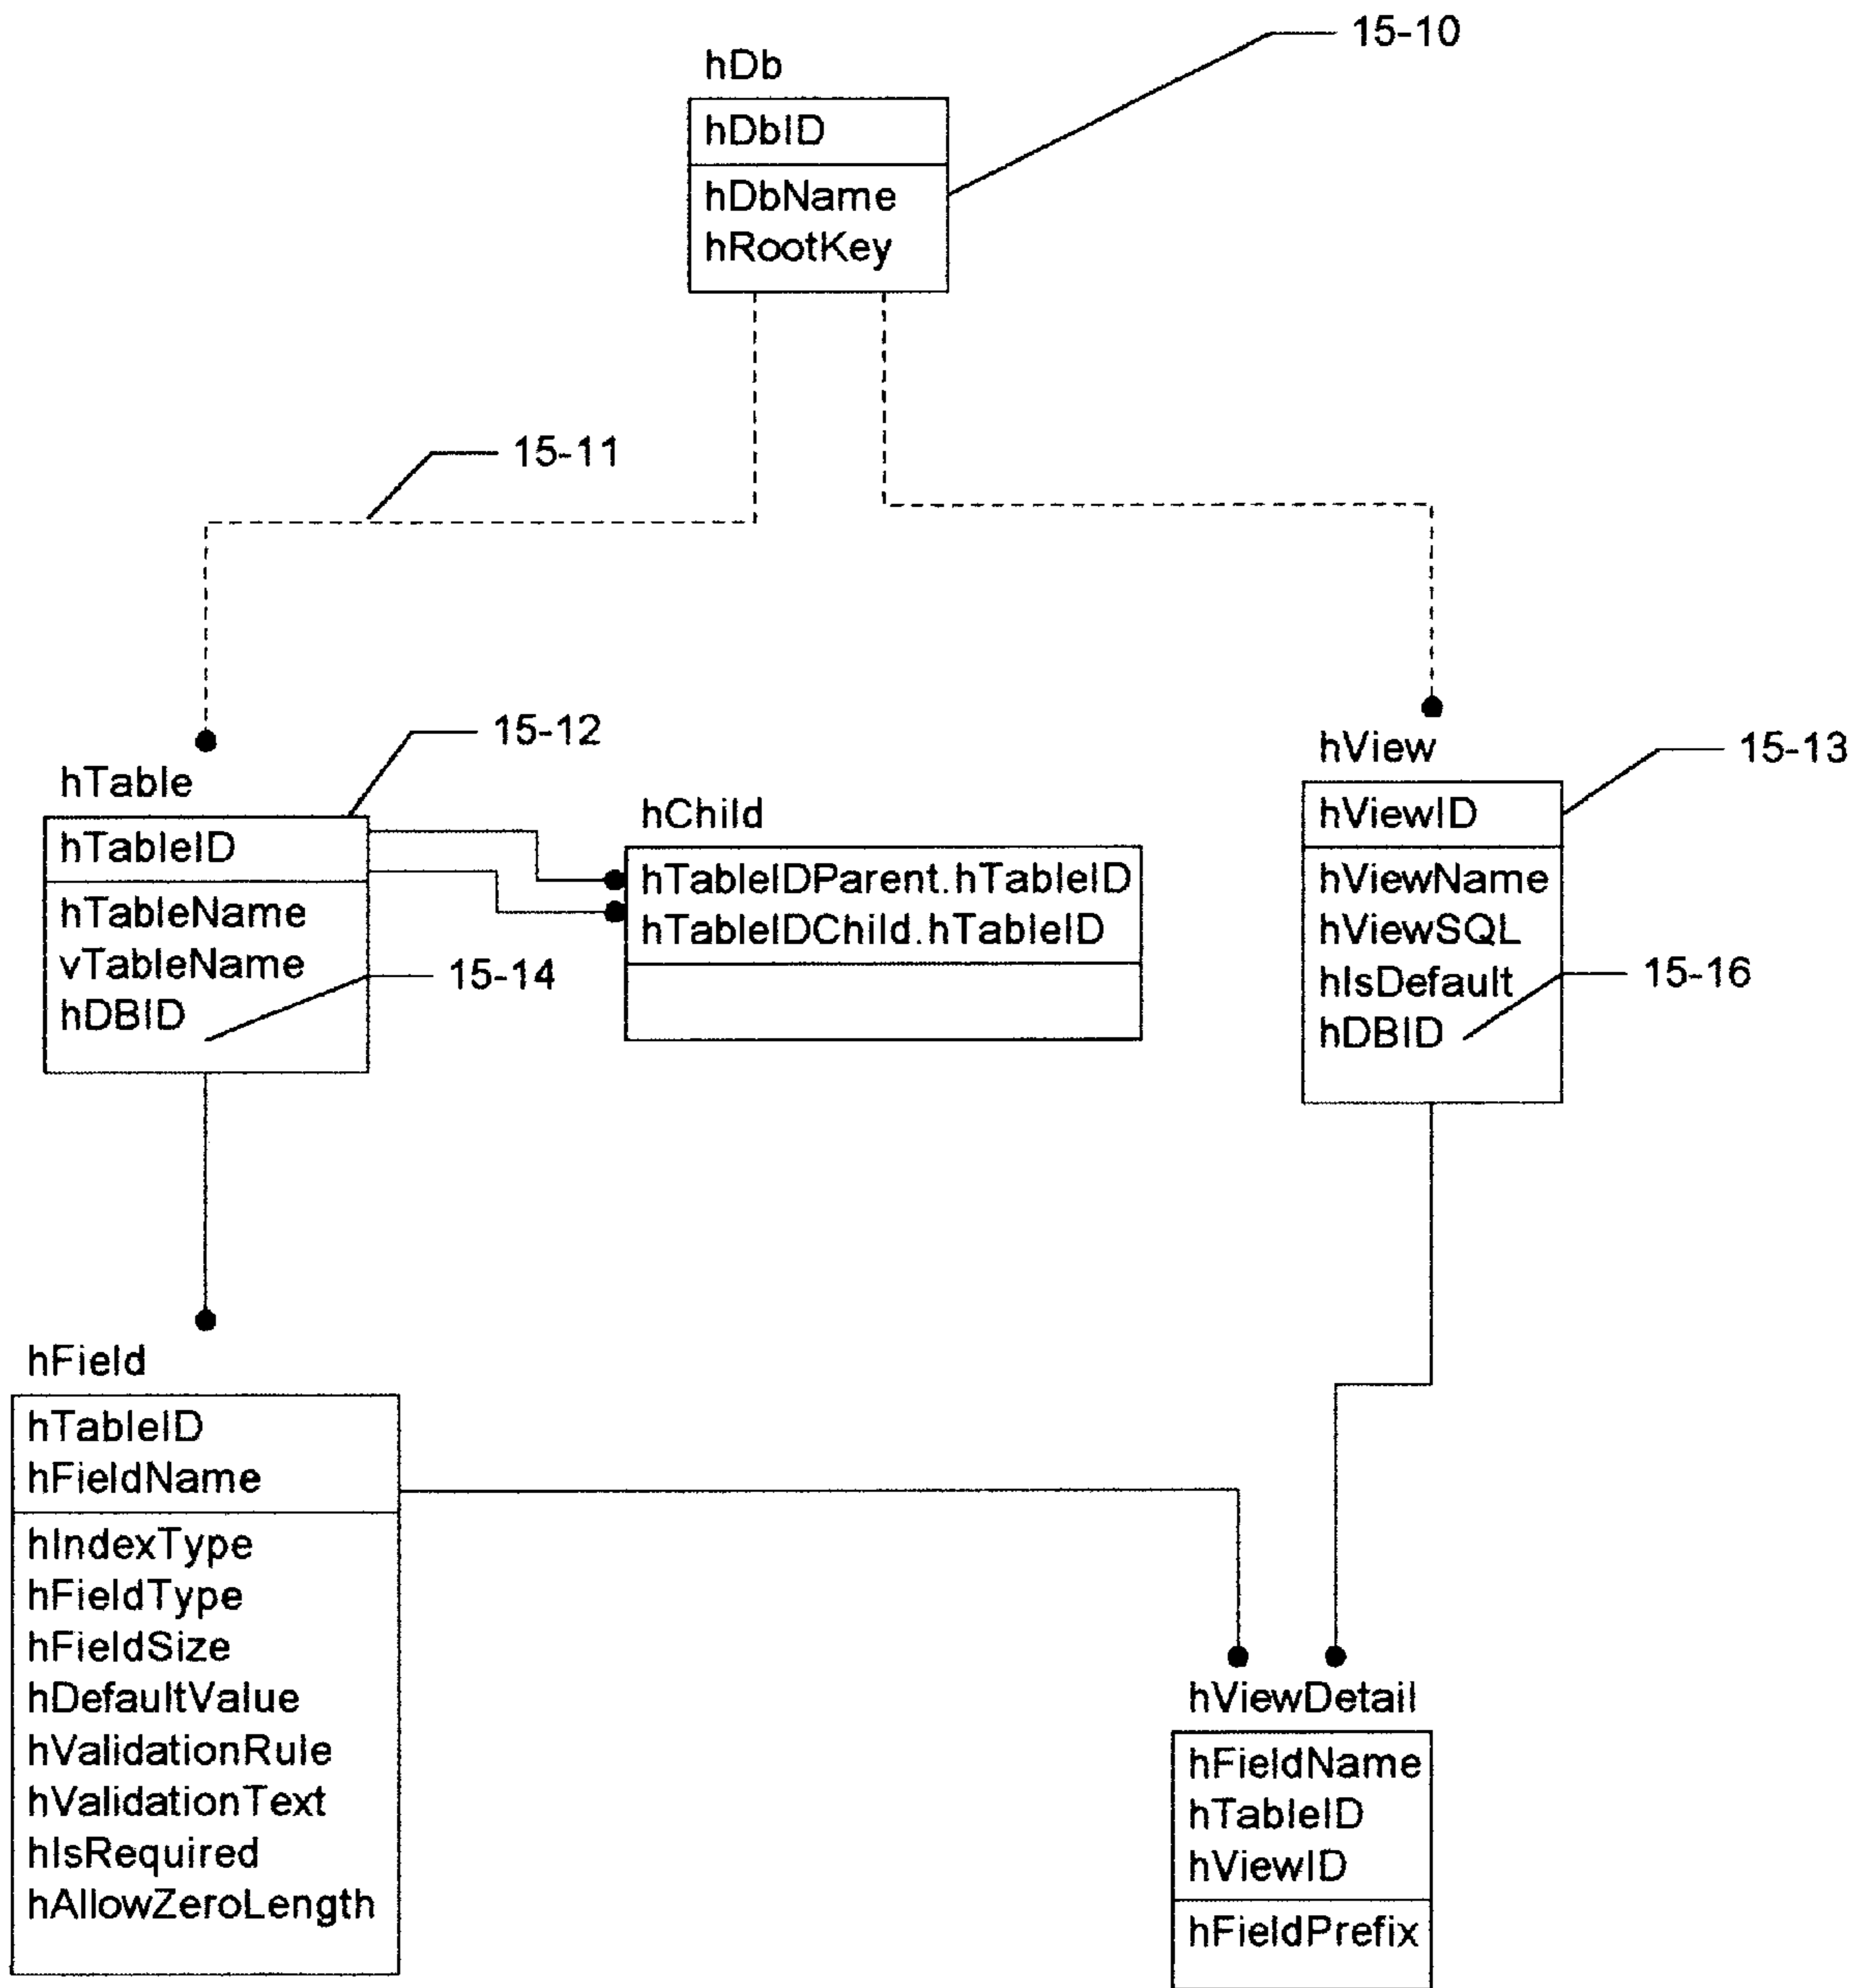 15-10
hDb
hDbID
hDbName
hRootKey
15-11
15-12
hTable
hTableID
hTableName
vTableName
hDBID
15-14
hChild
hTableIDParent.hTableID
hTableIDChild.hTableID
hView
15-13
hViewID
hViewName
hViewSQL
hIsDefault
hDBID
15-16
hField
hTableID
hFieldName
hIndexType
hFieldType
hFieldSize
hDefaultValue
hValidationRule
hValidationText
hIsRequired
hAllowZeroLength
hViewDetail
hFieldName
hTableID
hViewID
hFieldPrefix